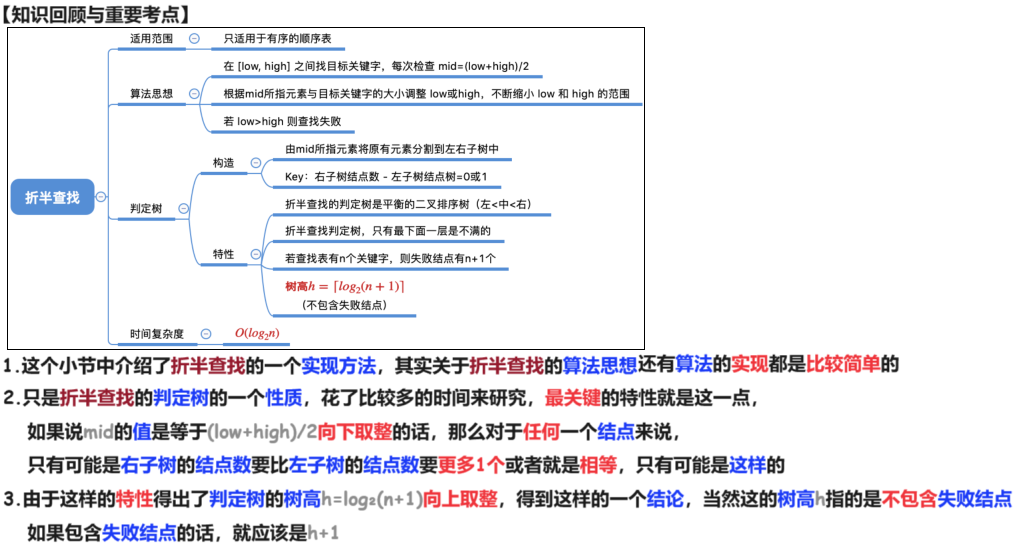 【知识回顾与重要考点】
折半查找
适用范围
只适用于有序的顺序表
算法思想
在 [low, high] 之间找目标关键字，每次检查 mid=(low+high)/2
根据mid所指元素与目标关键字的大小调整 low或high，不断缩小 low 和 high 的范围
若 low>high 则查找失败
判定树
构造
由mid所指元素将原有元素分割到左右子树中
Key：右子树结点数 - 左子树结点树=0或1
特性
折半查找的判定树是平衡的二叉排序树（左<中<右）
折半查找判定树，只有最下面一层是不满的
若查找表有n个关键字，则失败结点有n+1个
树高h = ⌈log₂(n + 1)⌉
（不包含失败结点）
时间复杂度
O(log₂n)
1.这个小节中介绍了折半查找的一个实现方法，其实关于折半查找的算法思想还有算法的实现都是比较简单的
2.只是折半查找的判定树的一个性质，花了比较多的时间来研究，最关键的特性就是这一点，
如果说mid的值是等于(low+high)/2向下取整的话，那么对于任何一个结点来说，
只有可能是右子树的结点数要比左子树的结点数要更多1个或者就是相等，只有可能是这样的
3.由于这样的特性得出了判定树的树高h=log₂(n+1)向上取整，得到这样的一个结论，当然这的树高h指的是不包含失败结点
如果包含失败结点的话，就应该是h+1